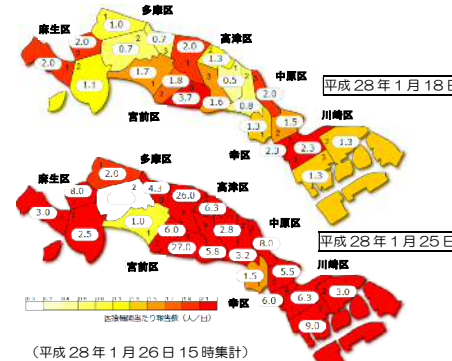 多摩区
麻生区
1.0
0.7
高津区
2.0
2.0
0.7
1.3
2.0
1.7
中原区
1.1
1.8
0.5
2.0
平成28年1月18日
3.7
1.6
0.8
川崎区
宮前区
1.3
1.5
2.3
1.3
幸区
2.3
1.3
多摩区
麻生区
2.0
8.0
4.3
高津区
26.0
3.0
6.3
中原区
2.5
1.0
6.0
2.8
8.0
平成28年1月25日
27.0
5.8
3.2
川崎区
宮前区
1.5
5.5
3.0
幸区
6.0
6.3
9.0
医療機関当たり報告数（人／日）
（平成28年1月26日15時集計）